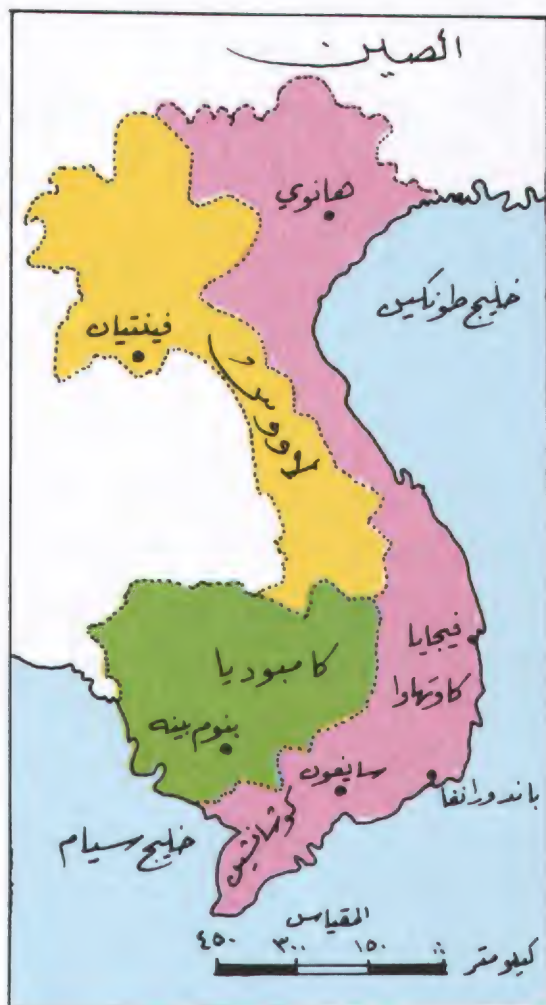 الصين
هانوي
خليج طونكين
فينتيان
لاووس
فيجايا
كامبوديا
كاوتهاوا
بنوم بينه
سايغون
باندورانغا
كوشانشين
خليج سيام
المقياس
٤٥٠ ٣٠٠ ١٥٠
كيلومتر